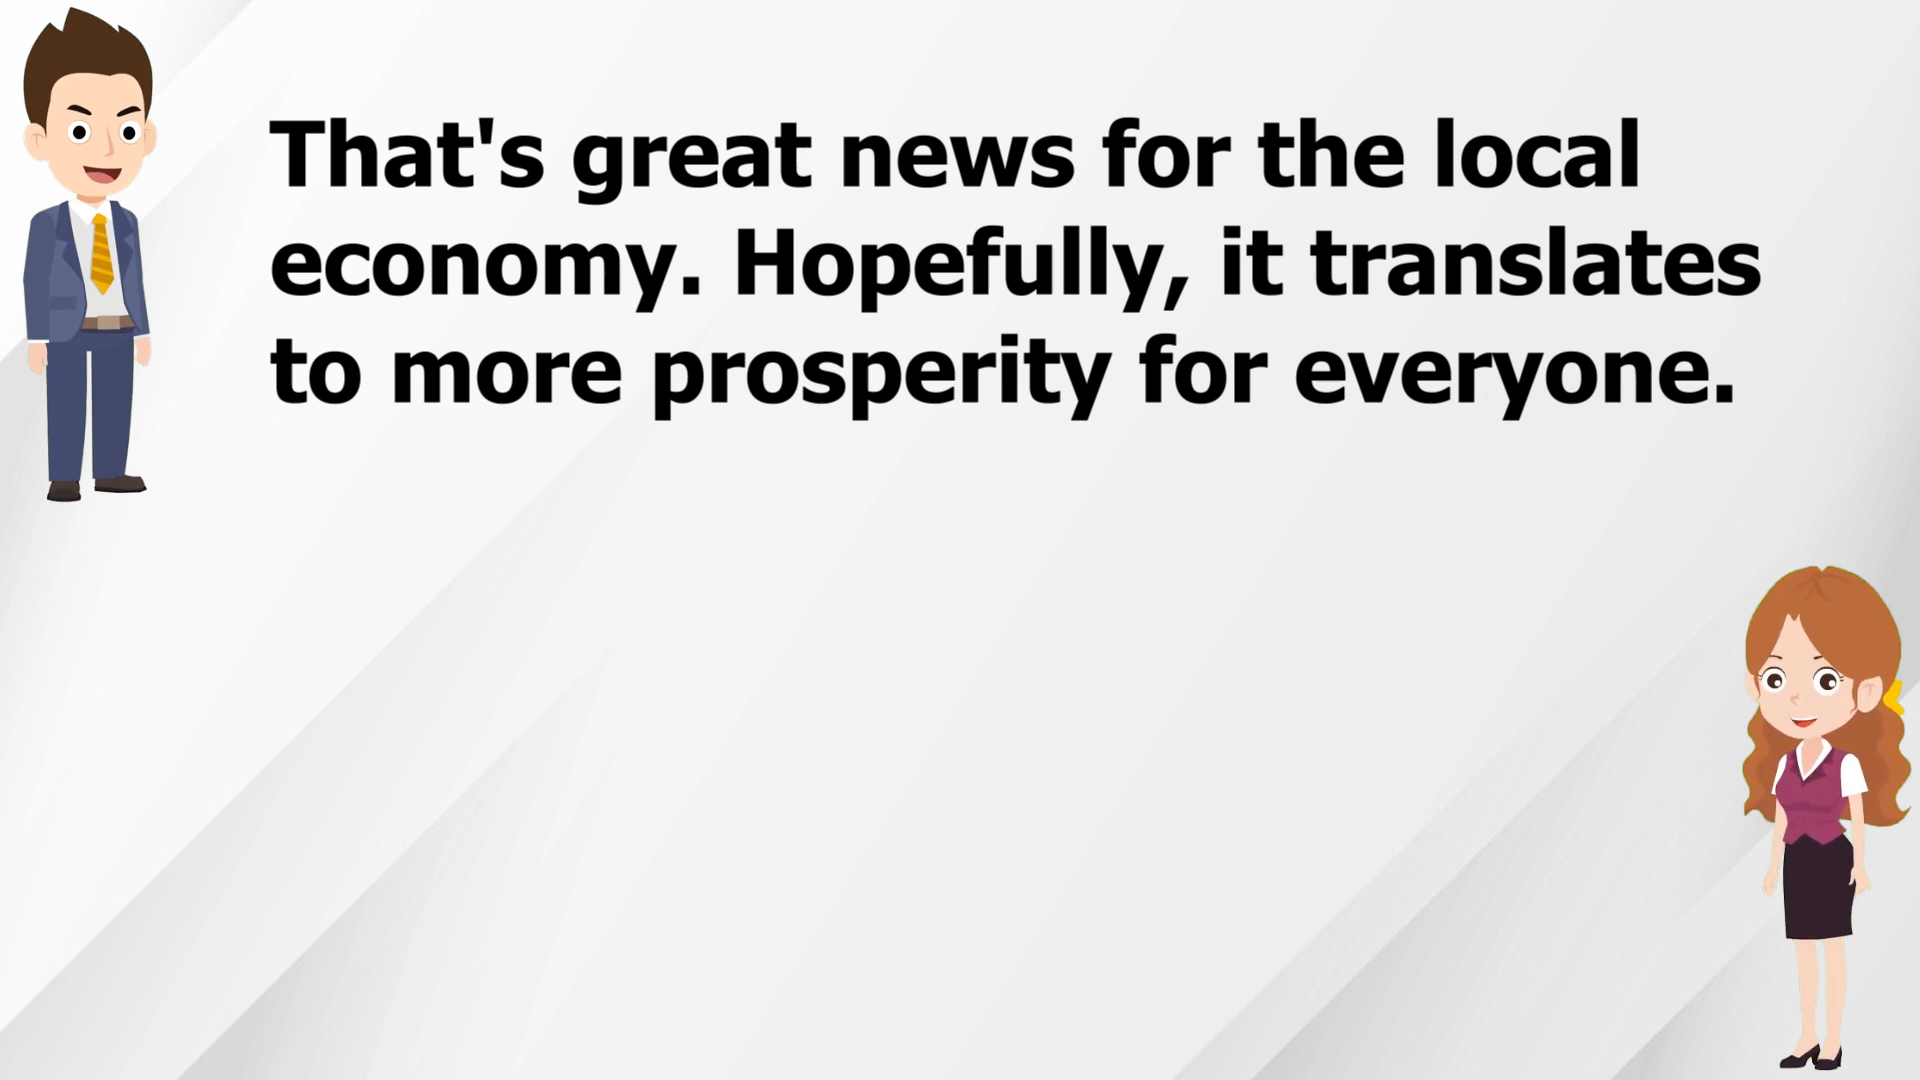 That's great news for the local
economy. Hopefully, it translates
to more prosperity for everyone.